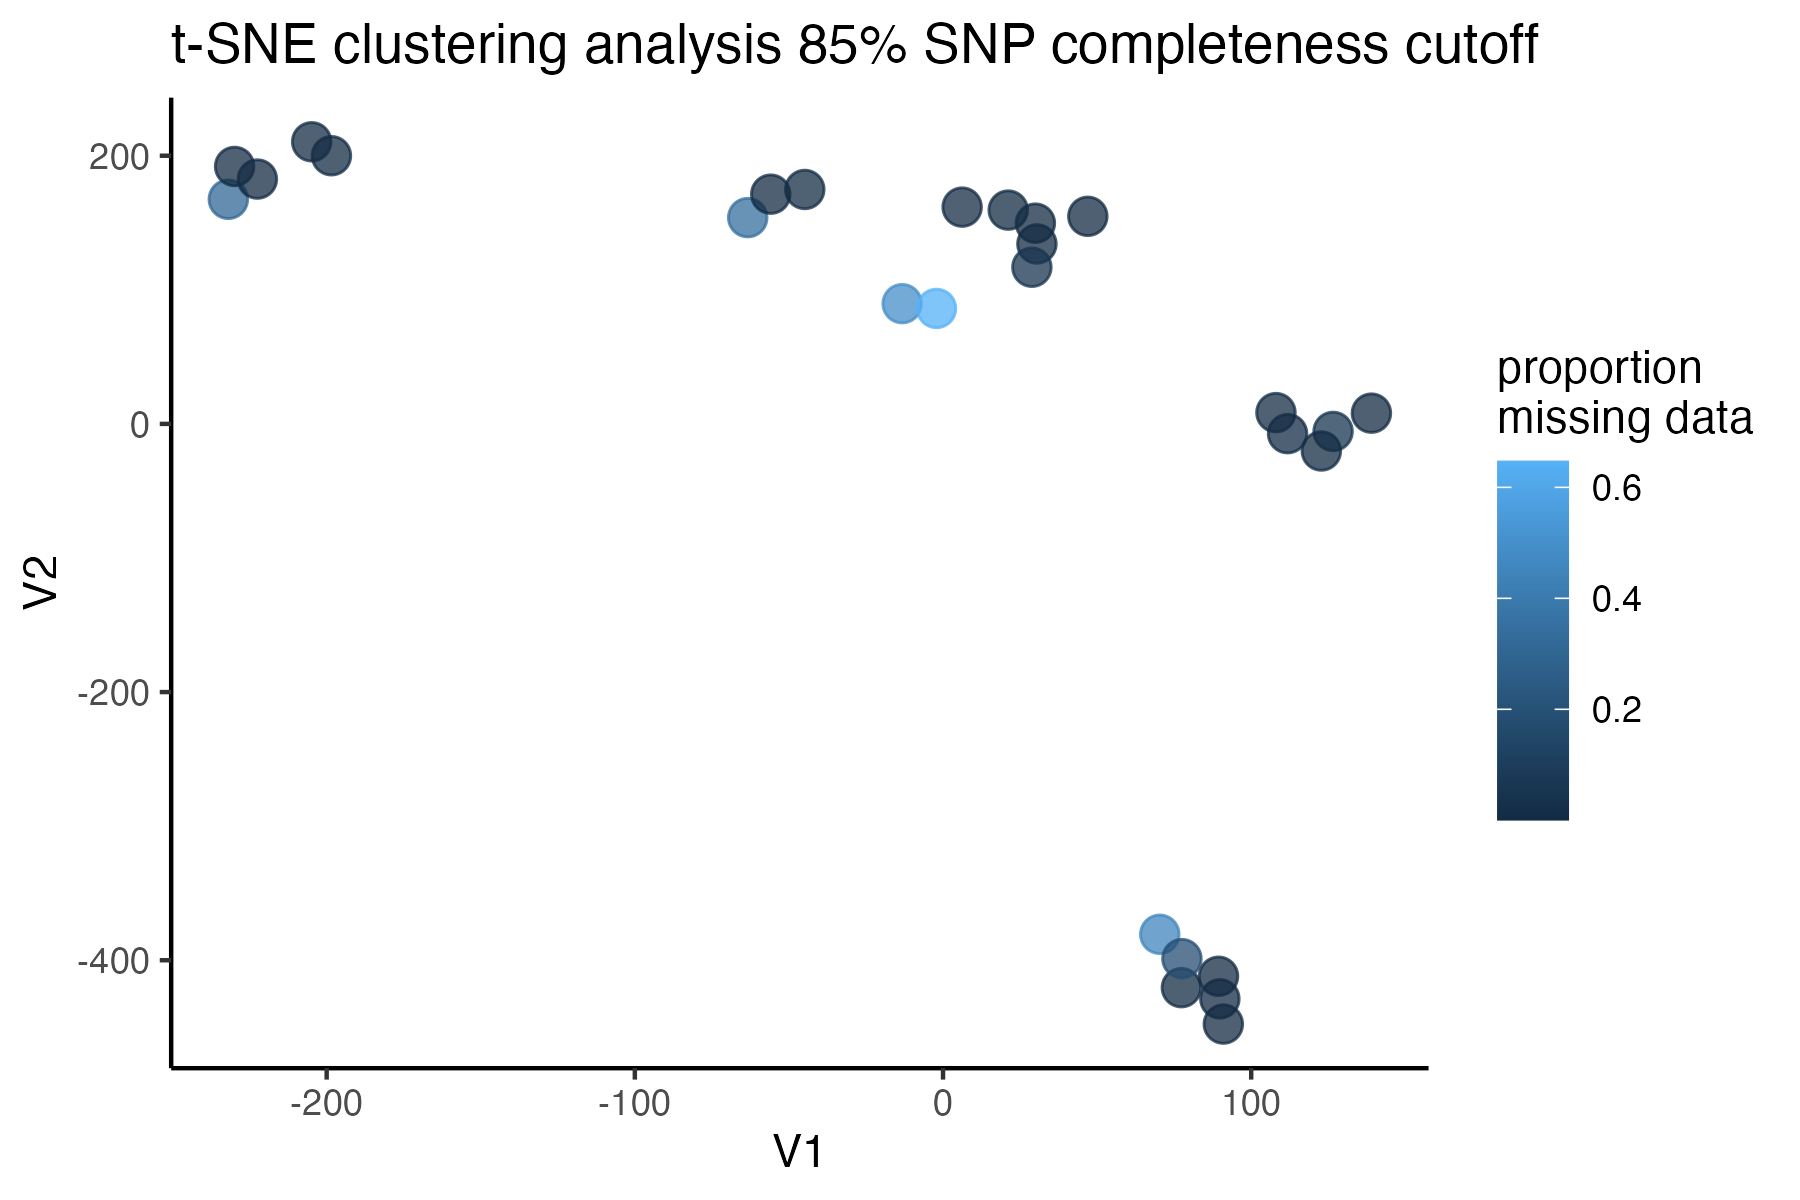 t-SNE clustering analysis 85% SNP completeness cutoff
200
0
-200
-400
V2
-200
-100
0
100
V1
proportion
missing data
0.6
0.4
0.2